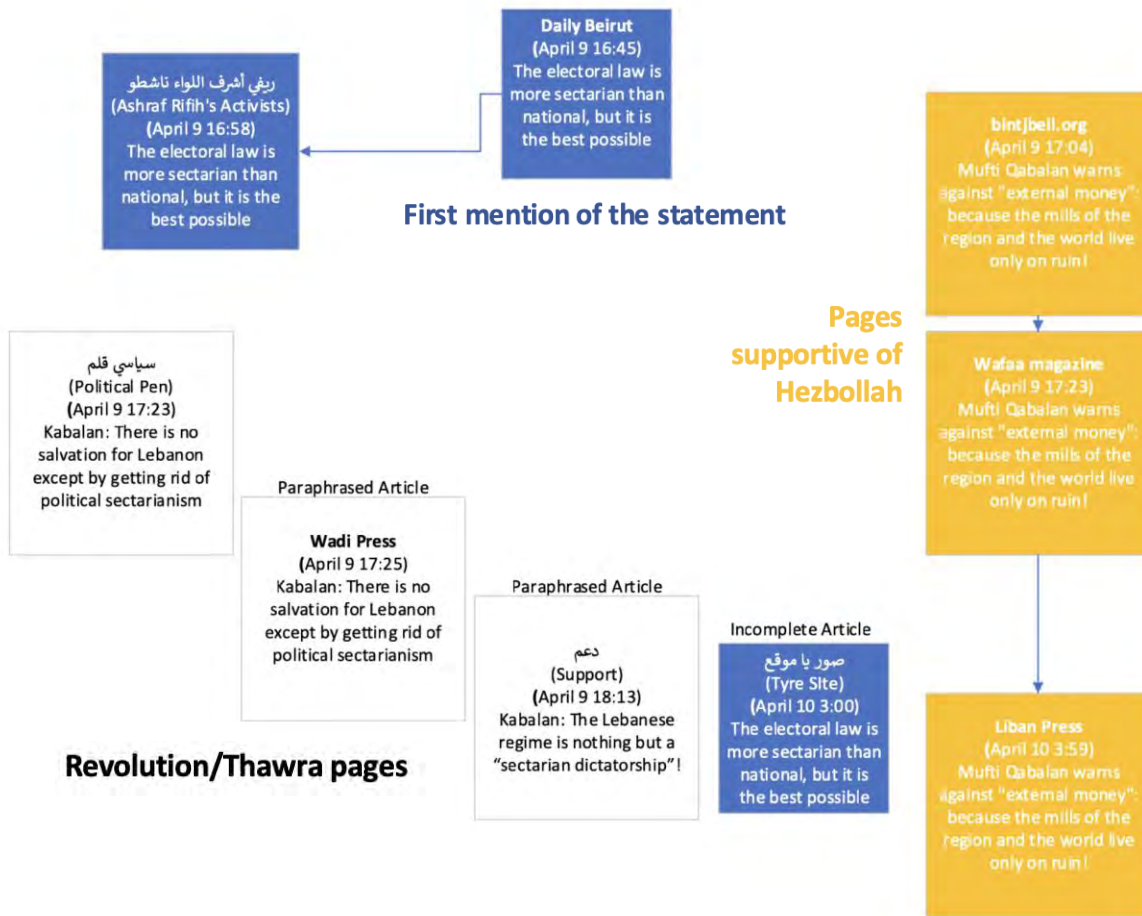 Daily Beirut
(April 9 16:45)
The electoral law is
more sectarian than
national, but it is
the best possible
ريفي أشرف اللواء ناشطو
(Ashraf Rifih's Activists)
(April 9 16:58)
The electoral law is
more sectarian than
national, but it is the
best possible
First mention of the statement
bintjbeil.org
(April 9 17:04)
Mufti Qabalan warns
against "external money":
because the mills of the
region and the world live
only on ruin!
Pages
supportive of
Hezbollah
Wafaa magazine
(April 9 17:23)
Mufti Qabalan warns
against "external money":
because the mills of the
region and the world live
only on ruin!
سياسي قلم
(Political Pen)
(April 9 17:23)
Kabalan: There is no
salvation for Lebanon
except by getting rid of
political sectarianism
Paraphrased Article
Wadi Press
(April 9 17:25)
Kabalan: There is no
salvation for Lebanon
except by getting rid of
political sectarianism
Paraphrased Article
دعم
(Support)
(April 9 18:13)
Kabalan: The Lebanese
regime is nothing but a
“sectarian dictatorship”!
Incomplete Article
صور يا موقع
(Tyre SIte)
(April 10 3:00)
The electoral law is
more sectarian than
national, but it is
the best possible
Liban Press
(April 10 3:59)
Mufti Qabalan warns
against "external money":
because the mills of the
region and the world live
only on ruin!
Revolution/Thawra pages